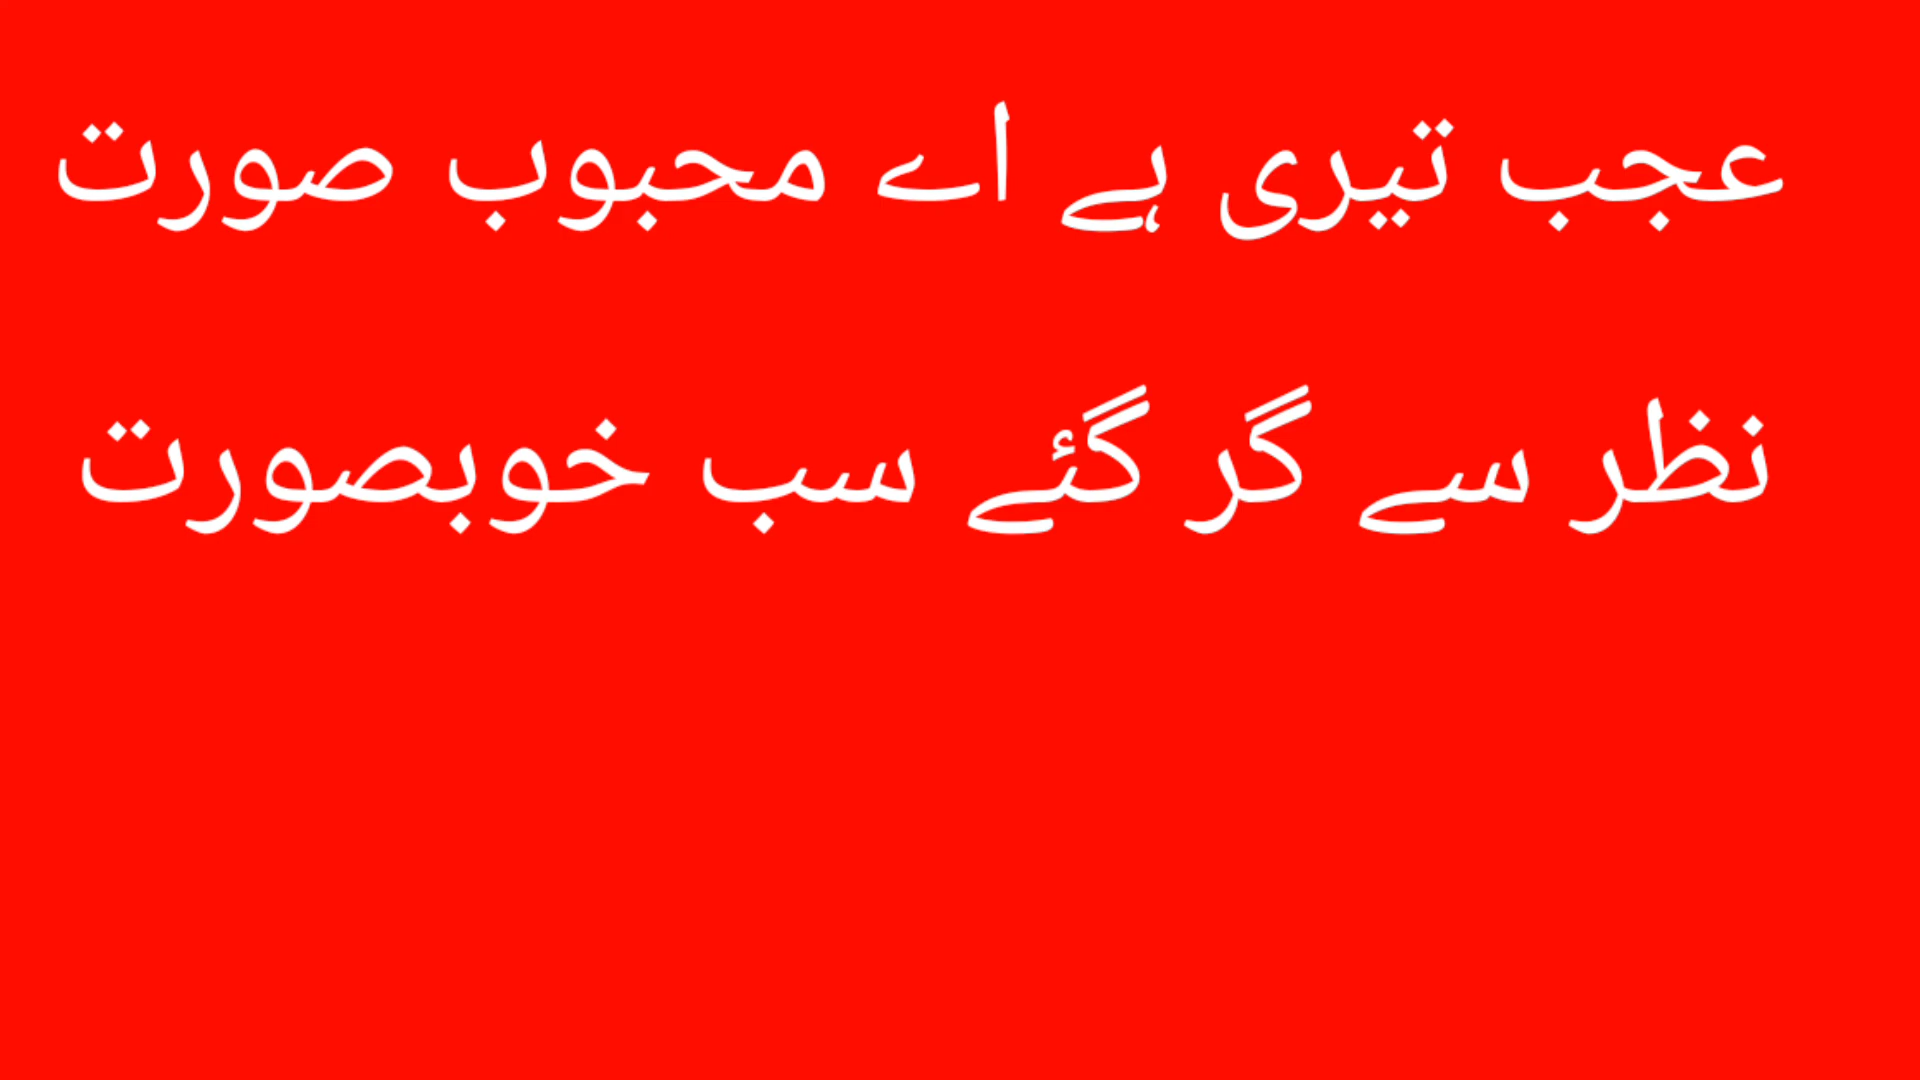 عجب تیری ہے اے محبوب صورت
نظر سے گر گئے سب خوبصورت